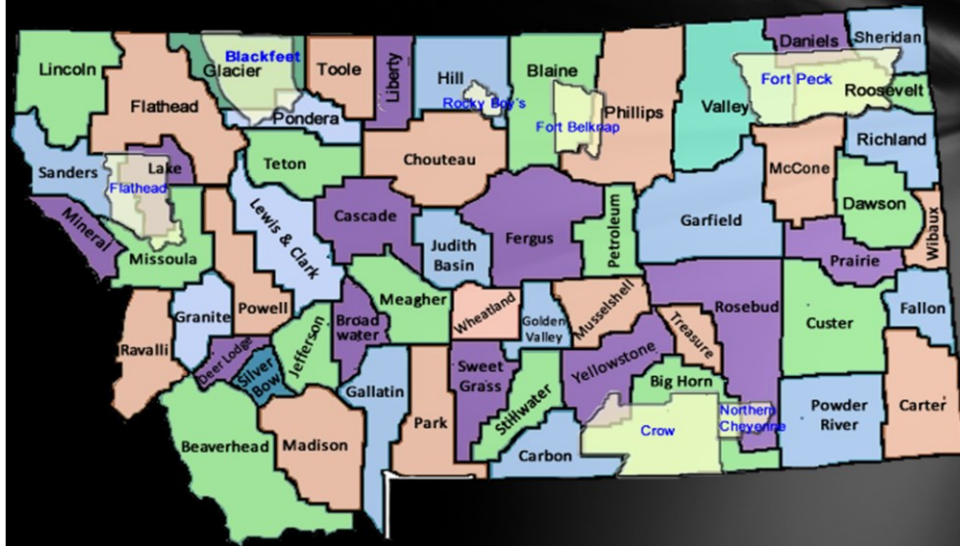 Lincoln
Flathead
Blackfeet
Glacier
Toole
Liberty
Hill
Rocky Boy's
Blaine
Fort Belknap
Phillips
Valley
Daniels
Sheridan
Fort Peck
Roosevelt
Pondera
Sanders
Lake
Flathead
Teton
Chouteau
McCone
Richland
Mineral
Missoula
Lewis & Clark
Cascade
Judith
Basin
Fergus
Petroleum
Garfield
Dawson
Wibaux
Prairie
Powell
Granite
Ravalli
Deer Lodge
Silver
Bow
Jefferson
Broad
water
Meagher
Wheatland
Golden
Valley
Musselshell
Treasure
Rosebud
Custer
Fallon
Beaverhead
Madison
Gallatin
Park
Sweet
Grass
Stillwater
Yellowstone
Big Horn
Carbon
Crow
Northern
Cheyenne
Powder
River
Carter